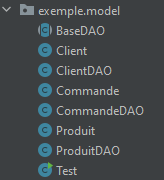 exemple.model
BaseDAO
Client
ClientDAO
Commande
CommandeDAO
Produit
ProduitDAO
Test